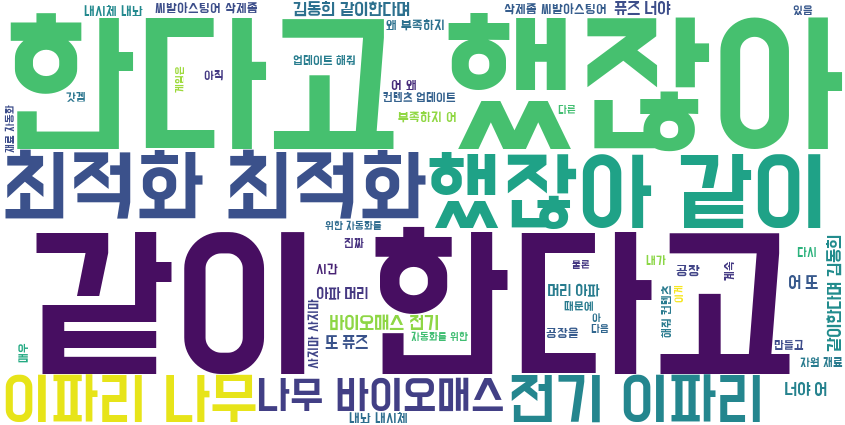 내시체 내놔
씨발아스팅어 삭제좀
김동희 같이한다며
삭제좀 씨발아스팅어
퓨즈 너야
있음
왜 부족하지
한다고
했잖아
업데이트 해줘
게임은
아직
어 왜
갓겜
컨텐츠 업데이트
다른
재료 자동화
부족하지 어
최적화 최적화
했잖아 같이
위한 자동화를
같이 한다고
진짜
내가
다시
같이한다며 김동희
시간
물론
공장
계속
어 또
아파 머리
머리 아파
이게
때문에
해줘 컨텐츠
사지마 사지마
바이오매스 전기
아
다음
공장을
자동화를 위한
또 퓨즈
만들고
자원 재료
이파리 나무
나무 바이오매스
전기 이파리
너야 어
내놔 내시체